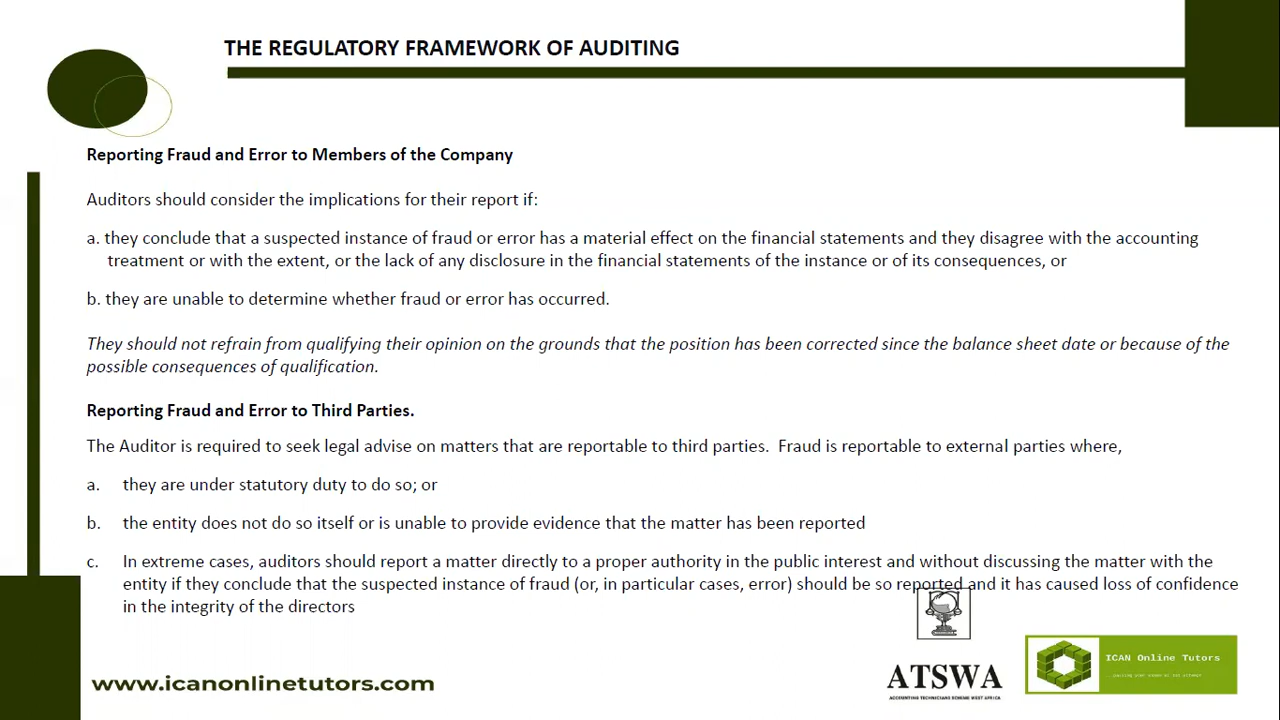 THE REGULATORY FRAMEWORK OF AUDITING
Reporting Fraud and Error to Members of the Company
Auditors should consider the implications for their report if:
a. they conclude that a suspected instance of fraud or error has a material effect on the financial statements and they disagree with the accounting
treatment or with the extent, or the lack of any disclosure in the financial statements of the instance or of its consequences, or
b. they are unable to determine whether fraud or error has occurred.
They should not refrain from qualifying their opinion on the grounds that the position has been corrected since the balance sheet date or because of the
possible consequences of qualification.
Reporting Fraud and Error to Third Parties.
The Auditor is required to seek legal advise on matters that are reportable to third parties.  Fraud is reportable to external parties where,
a. they are under statutory duty to do so; or
b. the entity does not do so itself or is unable to provide evidence that the matter has been reported
c. In extreme cases, auditors should report a matter directly to a proper authority in the public interest and without discussing the matter with the
entity if they conclude that the suspected instance of fraud (or, in particular cases, error) should be so reported and it has caused loss of confidence
in the integrity of the directors
www.icanonlinetutors.com
ATSWA
ACCOUNTING TECHNICIANS SCHEME WEST AFRICA
ICAN Online Tutors